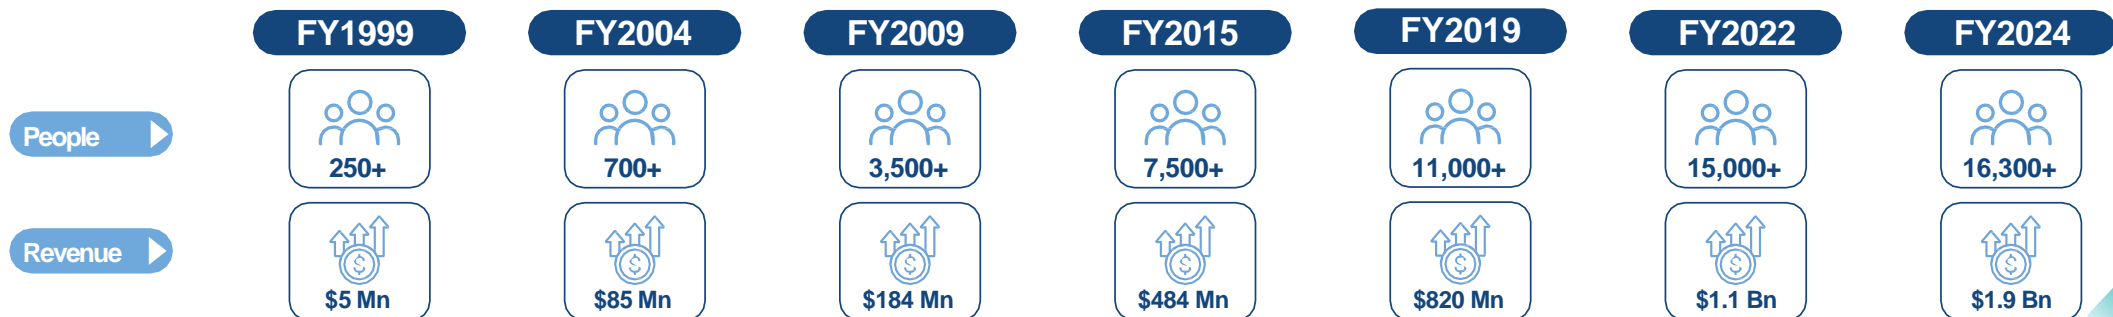 FY1999 FY2004 FY2009 FY2015 FY2019 FY2022 FY2024
People 250+ 700+ 3,500+ 7,500+ 11,000+ 15,000+ 16,300+
Revenue $5 Mn $85 Mn $184 Mn $484 Mn $820 Mn $1.1 Bn $1.9 Bn